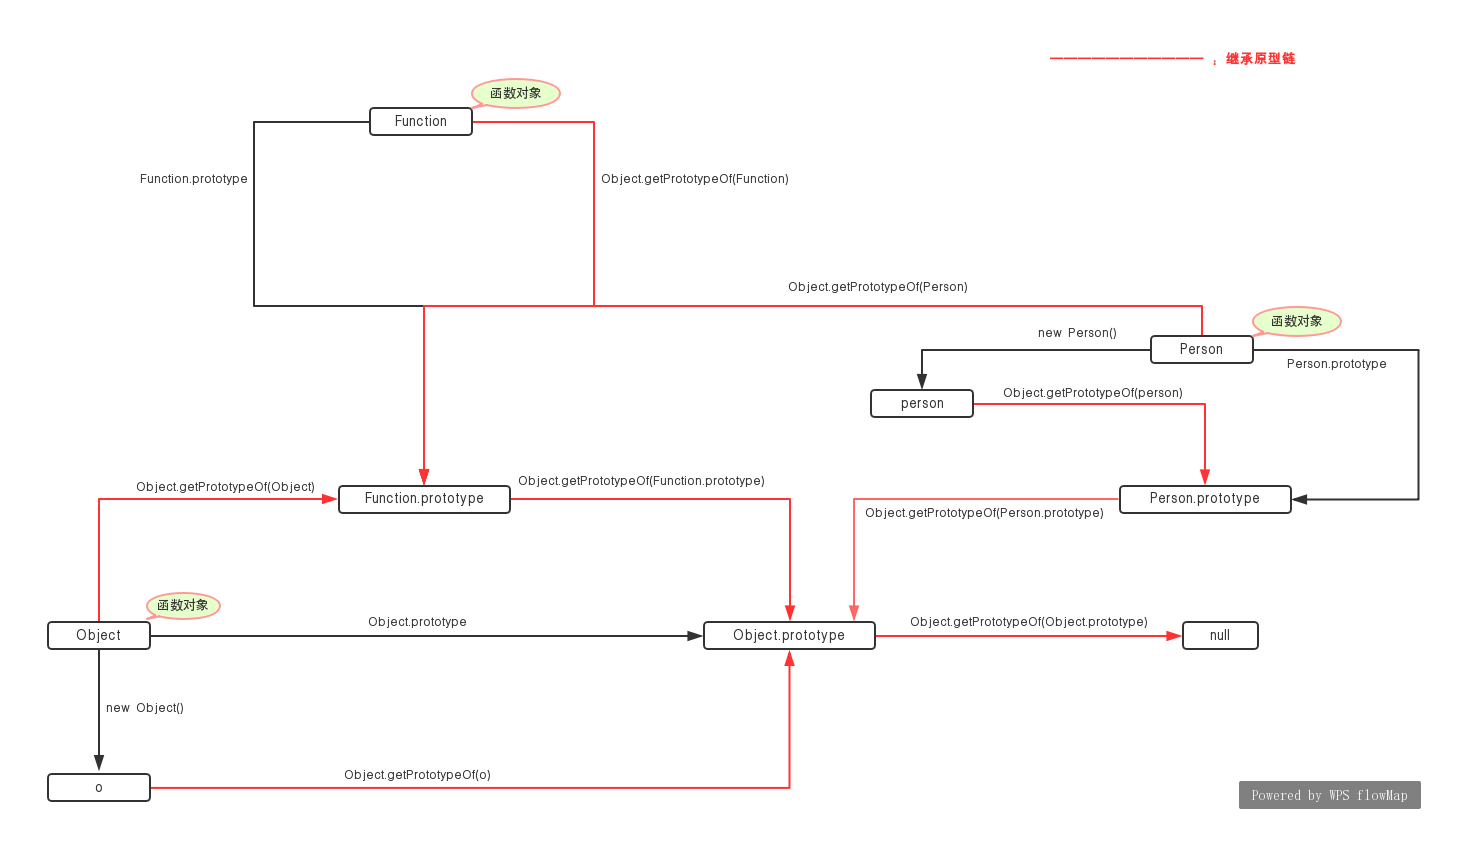 ：继承原型链
函数对象
Function
Function.prototype
Object.getPrototypeOf(Function)
Object.getPrototypeOf(Person)
函数对象
new Person()
Person
Person.prototype
person
Object.getPrototypeOf(person)
Object.getPrototypeOf(Object)
Function.prototype
Object.getPrototypeOf(Function.prototype)
Person.prototype
Object.getPrototypeOf(Person.prototype)
函数对象
Object
Object.prototype
Object.prototype
Object.getPrototypeOf(Object.prototype)
null
new Object()
Object.getPrototypeOf(o)
o
Powered by WPS flowMap